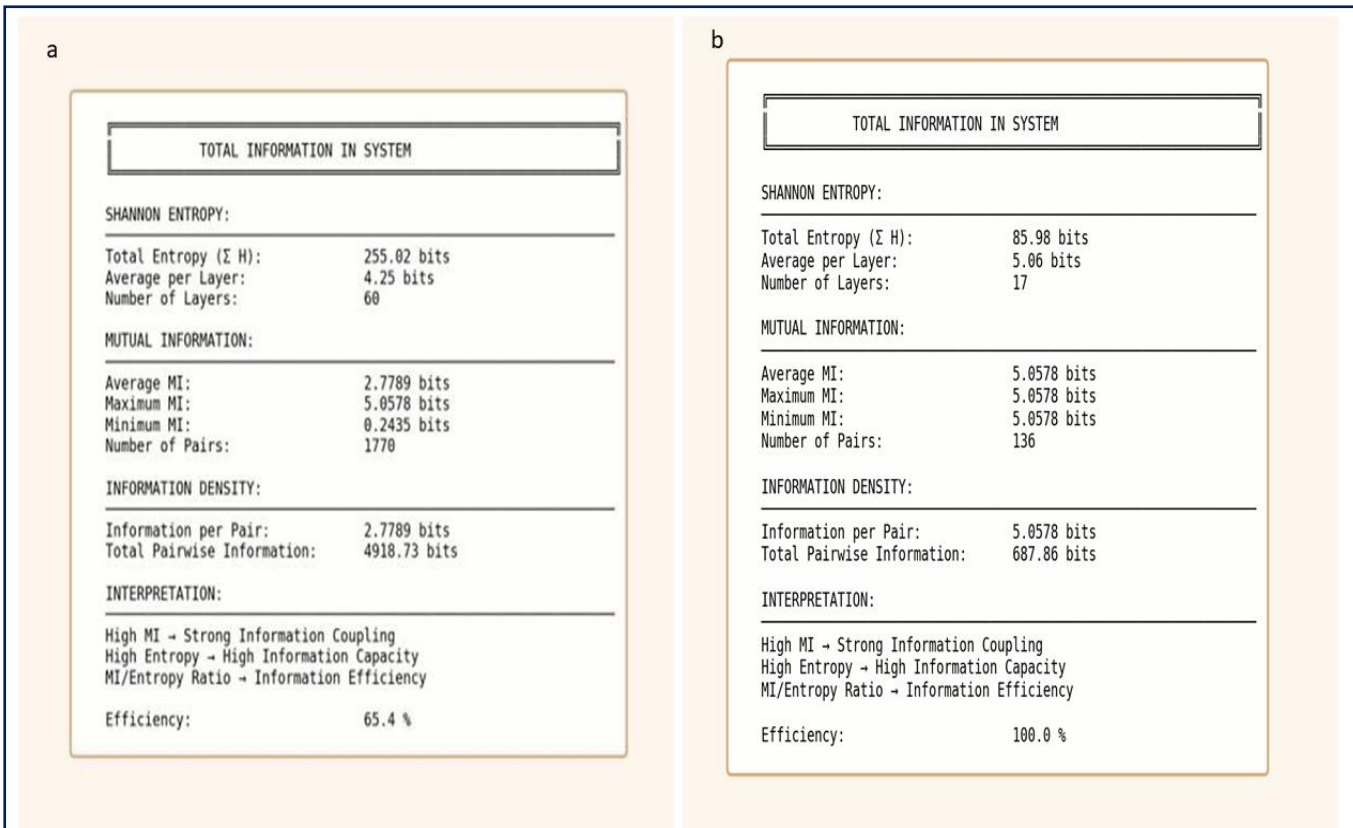 a
TOTAL INFORMATION IN SYSTEM
SHANNON ENTROPY:
Total Entropy (Σ H): 255.02 bits
Average per Layer: 4.25 bits
Number of Layers: 60
MUTUAL INFORMATION:
Average MI: 2.7789 bits
Maximum MI: 5.0578 bits
Minimum MI: 0.2435 bits
Number of Pairs: 1770
INFORMATION DENSITY:
Information per Pair: 2.7789 bits
Total Pairwise Information: 4918.73 bits
INTERPRETATION:
High MI → Strong Information Coupling
High Entropy → High Information Capacity
MI/Entropy Ratio → Information Efficiency
Efficiency: 65.4 %
b
TOTAL INFORMATION IN SYSTEM
SHANNON ENTROPY:
Total Entropy (Σ H): 85.98 bits
Average per Layer: 5.06 bits
Number of Layers: 17
MUTUAL INFORMATION:
Average MI: 5.0578 bits
Maximum MI: 5.0578 bits
Minimum MI: 5.0578 bits
Number of Pairs: 136
INFORMATION DENSITY:
Information per Pair: 5.0578 bits
Total Pairwise Information: 687.86 bits
INTERPRETATION:
High MI → Strong Information Coupling
High Entropy → High Information Capacity
MI/Entropy Ratio → Information Efficiency
Efficiency: 100.0 %